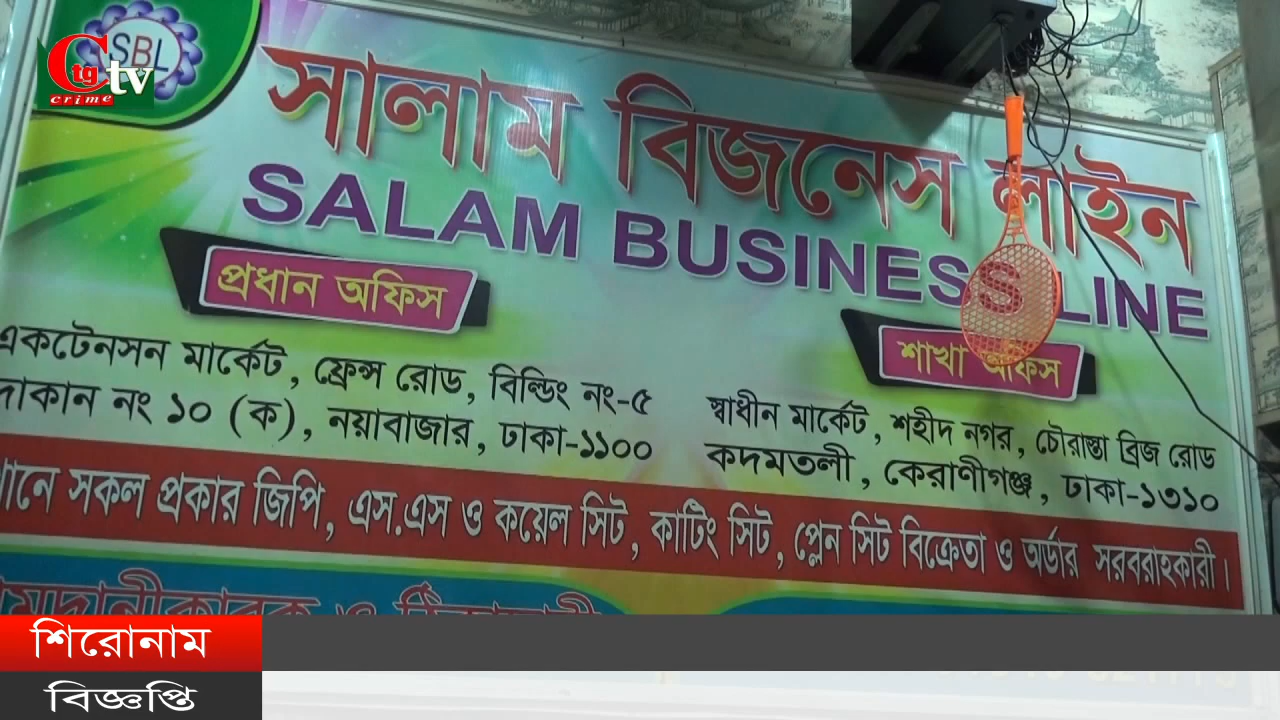 SBL
Ctg tv
crime
সালাম বিজনেস লাইন
SALAM BUSINESS LINE
প্রধান অফিস
একটেনসন মার্কেট, ফ্রেন্স রোড, বিল্ডিং নং-৫
নং ১০ (ক), নয়াবাজার, ঢাকা-১১০০
শাখা অফিস
স্বাধীন মার্কেট, শহীদ নগর, চৌরাস্তা ব্রিজ রোড
কদমতলী, কেরাণীগঞ্জ, ঢাকা-১৩১০
সকল প্রকার জিপি, এস.এস ও কয়েল সিট, কাটিং সিট, প্লেন সিট বিক্রেতা ও অর্ডার সরবরাহকারী।
শিরোনাম
বিজ্ঞপ্তি